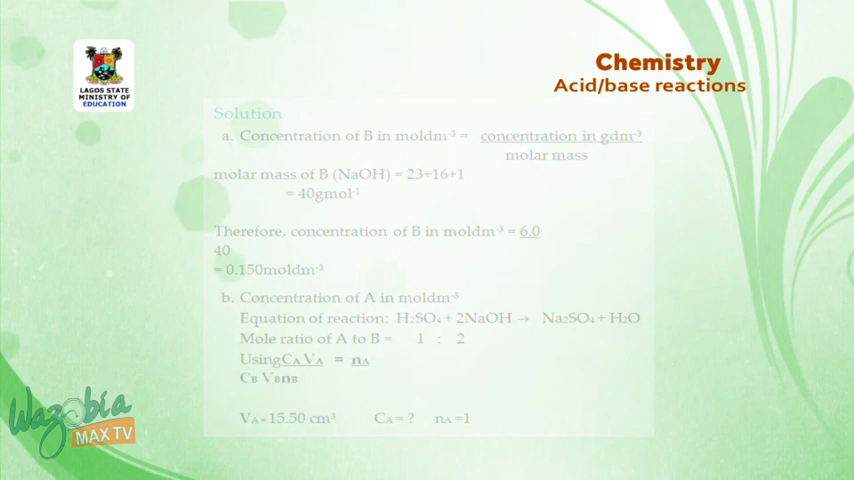 Chemistry
Acid/base reactions
LAGOS STATE
MINISTRY OF
EDUCATION
Solution
a. Concentration of B in moldm⁻³ = concentration in gdm⁻³
molar mass
molar mass of B (NaOH) = 23+16+1
= 40gmol⁻¹
Therefore, concentration of B in moldm⁻³ = 6.0
40
= 0.150moldm⁻³
b. Concentration of A in moldm⁻³
Equation of reaction: H₂SO₄ + 2NaOH → Na₂SO₄ + H₂O
Mole ratio of A to B = 1 : 2
Using CA VA = nA
CB VB nB
VA = 15.50 cm³ CA = ? nA =1
Wazobia
MAX TV